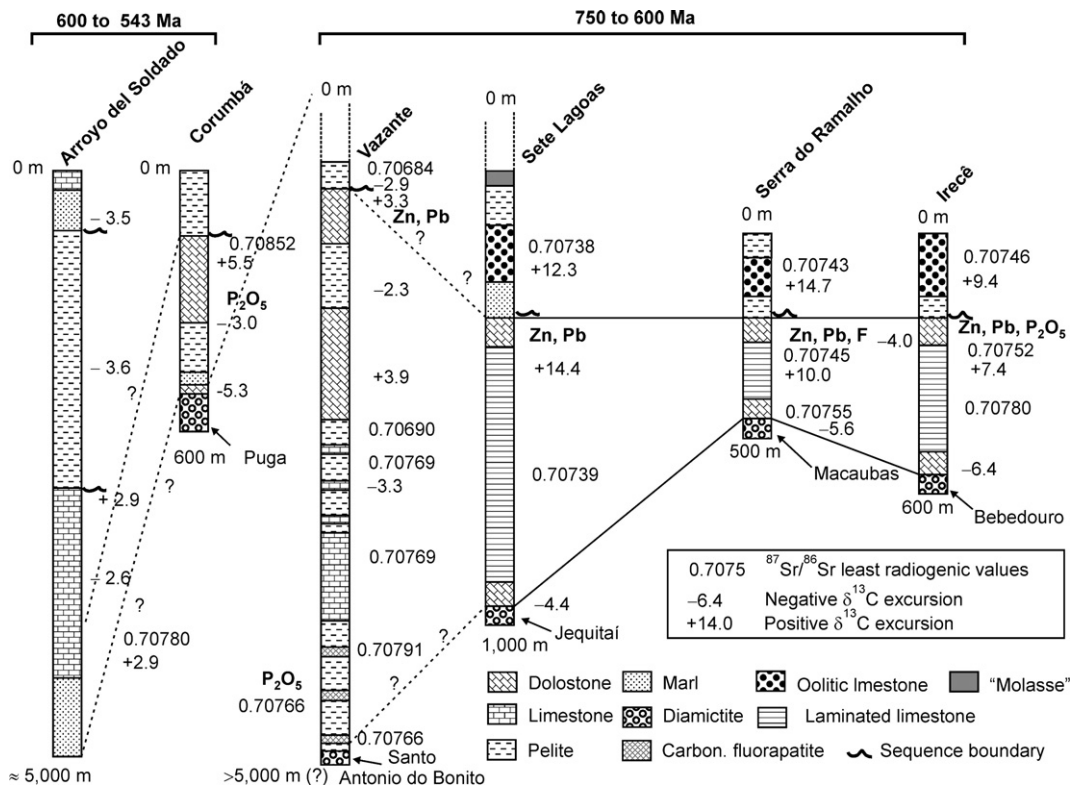 600 to 543 Ma
750 to 600 Ma
Arroyo del Soldado
0 m
– 3.5
– 3.6
+ 2.9
– 2.6
0.70780
+2.9
≈ 5,000 m
Corumbá
0 m
0.70852
+5.5
P2O5
–3.0
-5.3
Puga
600 m
?
?
?
Vazante
0 m
0.70684
–2.9
+3.3
Zn, Pb
?
–2.3
+3.9
0.70690
0.70769
–3.3
0.70769
0.70791
P2O5
0.70766
0.70766
Santo
Antonio do Bonito
>5,000 m (?)
?
?
?
Sete Lagoas
0 m
0.70738
+12.3
Zn, Pb
+14.4
0.70739
–4.4
Jequitaí
1,000 m
Serra do Ramalho
0 m
0.70743
+14.7
Zn, Pb, F
–4.0
0.70745
+10.0
0.70755
–5.6
500 m
Macaubas
Irecê
0 m
0.70746
+9.4
Zn, Pb, P2O5
0.70752
+7.4
0.70780
–6.4
600 m
Bebedouro
0.7075 87Sr/86Sr least radiogenic values
–6.4 Negative δ13C excursion
+14.0 Positive δ13C excursion
Dolostone Marl Oolitic lmestone “Molasse”
Limestone Diamictite Laminated limestone
Pelite Carbon. fluorapatite Sequence boundary